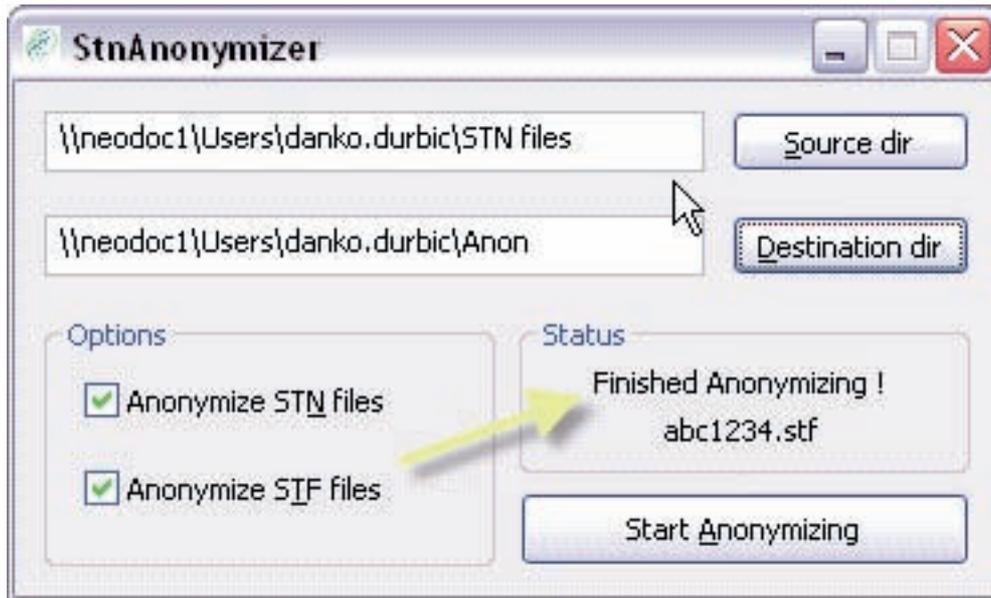 StnAnonymizer
\\neodoc1\Users\danko.durbic\STN files
Source dir
\\neodoc1\Users\danko.durbic\Anon
Destination dir
Options
Anonymize STN files
Anonymize STF files
Status
Finished Anonymizing !
abc1234.stf
Start Anonymizing